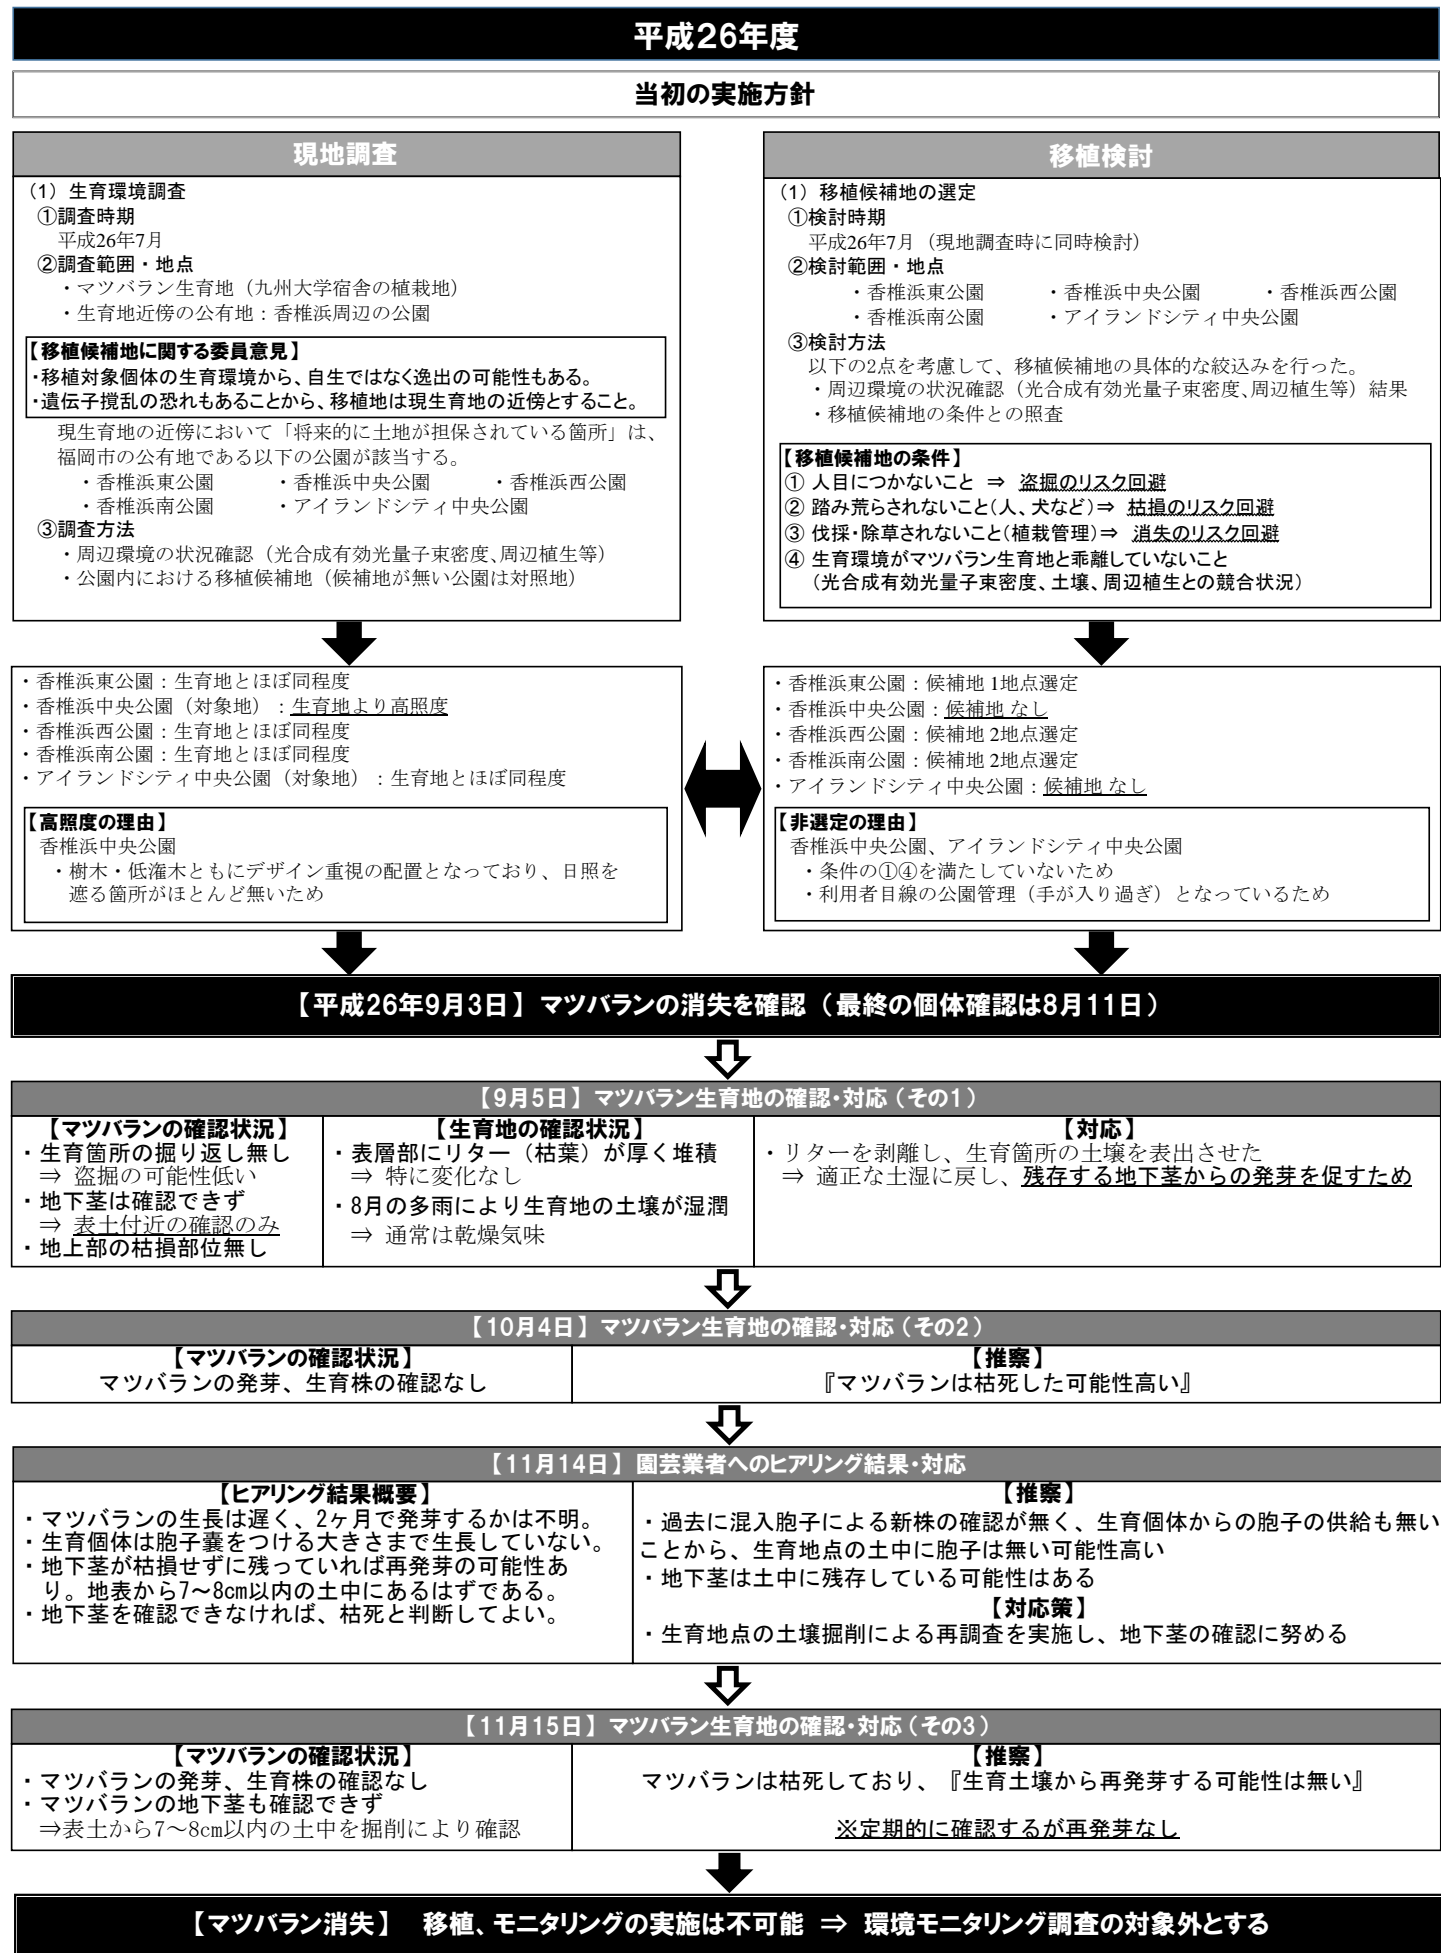 平成26年度
当初の実施方針
現地調査
（1）生育環境調査
①調査時期
平成26年7月
②調査範囲・地点
・マツバラン生育地（九州大学宿舎の植栽地）
・生育地近傍の公有地：香椎浜周辺の公園
【移植候補地に関する委員意見】
・移植対象個体の生育環境から、自生ではなく逸出の可能性もある。
・遺伝子撹乱の恐れもあることから、移植地は現生育地の近傍とすること。
現生育地の近傍において「将来的に土地が担保されている箇所」は、
福岡市の公有地である以下の公園が該当する。
・香椎浜東公園 ・香椎浜中央公園 ・香椎浜西公園
・香椎浜南公園 ・アイランドシティ中央公園
③調査方法
・周辺環境の状況確認（光合成有効光量子束密度、周辺植生等）
・公園内における移植候補地（候補地が無い公園は対照地）
移植検討
（1）移植候補地の選定
①検討時期
平成26年7月（現地調査時に同時検討）
②検討範囲・地点
・香椎浜東公園 ・香椎浜中央公園 ・香椎浜西公園
・香椎浜南公園 ・アイランドシティ中央公園
③検討方法
以下の2点を考慮して、移植候補地の具体的な絞込みを行った。
・周辺環境の状況確認（光合成有効光量子束密度、周辺植生等）結果
・移植候補地の条件との照査
【移植候補地の条件】
① 人目につかないこと ⇒ 盗掘のリスク回避
② 踏み荒らされないこと（人、犬など）⇒ 枯損のリスク回避
③ 伐採・除草されないこと（植栽管理）⇒ 消失のリスク回避
④ 生育環境がマツバラン生育地と乖離していないこと
（光合成有効光量子束密度、土壌、周辺植生との競合状況）
・香椎浜東公園：生育地とほぼ同程度
・香椎浜中央公園（対象地）：生育地より高照度
・香椎浜西公園：生育地とほぼ同程度
・香椎浜南公園：生育地とほぼ同程度
・アイランドシティ中央公園（対象地）：生育地とほぼ同程度
【高照度の理由】
香椎浜中央公園
・樹木・低潅木ともにデザイン重視の配置となっており、日照を
遮る箇所がほとんど無いため
・香椎浜東公園：候補地 1地点選定
・香椎浜中央公園：候補地 なし
・香椎浜西公園：候補地 2地点選定
・香椎浜南公園：候補地 2地点選定
・アイランドシティ中央公園：候補地 なし
【非選定の理由】
香椎浜中央公園、アイランドシティ中央公園
・条件の①④を満たしていないため
・利用者目線の公園管理（手が入り過ぎ）となっているため
【平成26年9月3日】マツバランの消失を確認（最終の個体確認は8月11日）
【9月5日】マツバラン生育地の確認・対応（その1）
【マツバランの確認状況】
・生育箇所の掘り返し無し
⇒ 盗掘の可能性低い
・地下茎は確認できず
⇒ 表土付近の確認のみ
・地上部の枯損部位無し
【生育地の確認状況】
・表層部にリター（枯葉）が厚く堆積
⇒ 特に変化なし
・8月の多雨により生育地の土壌が湿潤
⇒ 通常は乾燥気味
【対応】
・リターを剥離し、生育箇所の土壌を表出させた
⇒ 適正な土湿に戻し、残存する地下茎からの発芽を促すため
【10月4日】マツバラン生育地の確認・対応（その2）
【マツバランの確認状況】
マツバランの発芽、生育株の確認なし
【推察】
『マツバランは枯死した可能性高い』
【11月14日】園芸業者へのヒアリング結果・対応
【ヒアリング結果概要】
・マツバランの生長は遅く、2ヶ月で発芽するかは不明。
・生育個体は胞子嚢をつける大きさまで生長していない。
・地下茎が枯損せずに残っていれば再発芽の可能性あ
り。地表から7～8cm以内の土中にあるはずである。
・地下茎を確認できなければ、枯死と判断してよい。
【推察】
・過去に混入胞子による新株の確認が無く、生育個体からの胞子の供給も無い
ことから、生育地点の土中に胞子は無い可能性高い
・地下茎は土中に残存している可能性はある
【対応策】
・生育地点の土壌掘削による再調査を実施し、地下茎の確認に努める
【11月15日】マツバラン生育地の確認・対応（その3）
【マツバランの確認状況】
・マツバランの発芽、生育株の確認なし
・マツバランの地下茎も確認できず
⇒表土から7～8cm以内の土中を掘削により確認
【推察】
マツバランは枯死しており、『生育土壌から再発芽する可能性は無い』
※定期的に確認するが再発芽なし
【マツバラン消失】 移植、モニタリングの実施は不可能 ⇒ 環境モニタリング調査の対象外とする